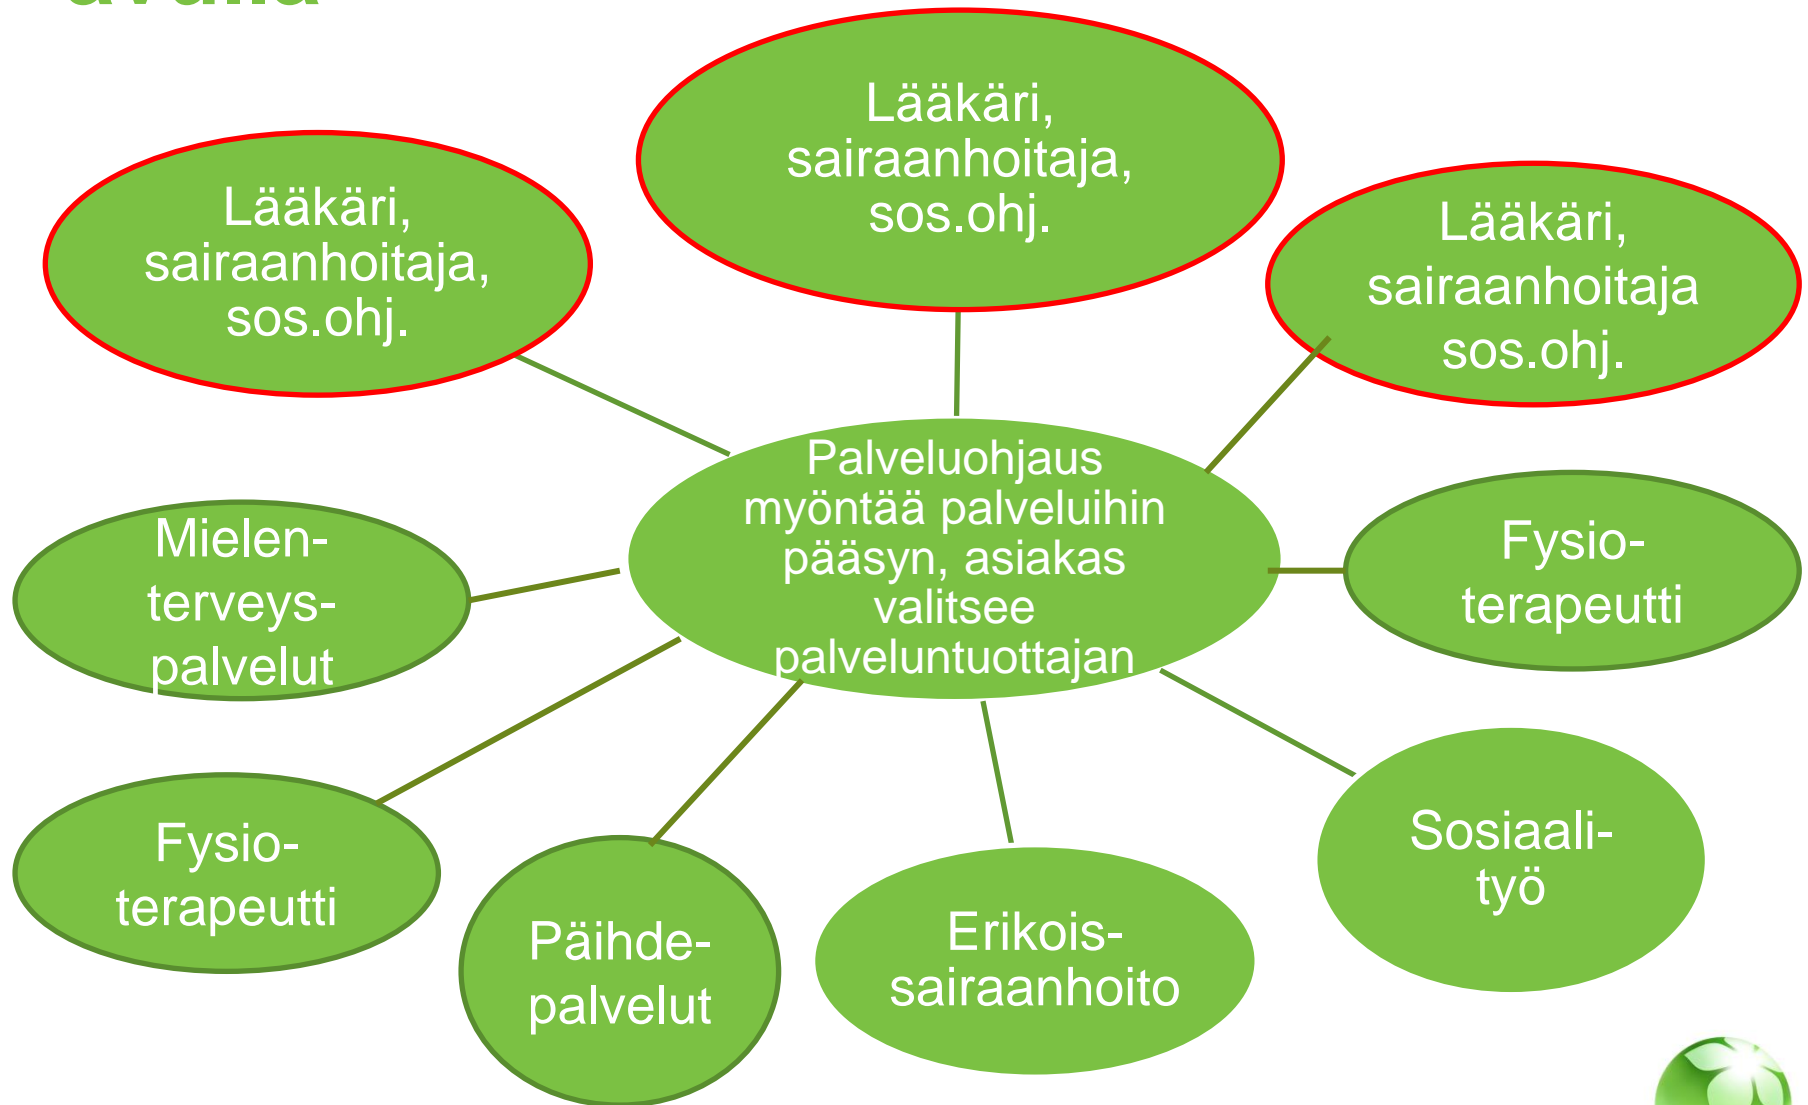 avulla
Lääkäri,
sairaanhoitaja,
sos.ohj.
Lääkäri,
sairaanhoitaja,
sos.ohj.
Lääkäri,
sairaanhoitaja
sos.ohj.
Palveluohjaus
myöntää palveluihin
pääsyn, asiakas
valitsee
palveluntuottajan
Mielen-
terveys-
palvelut
Fysio-
terapeutti
Fysio-
terapeutti
Päihde-
palvelut
Erikois-
sairaanhoito
Sosiaali-
työ